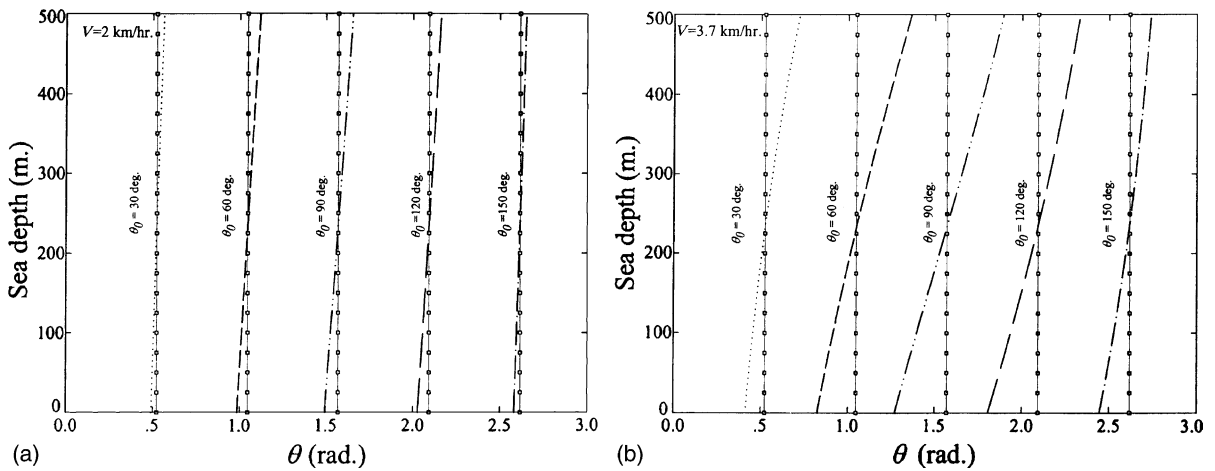 500
400
300
200
100
0
Sea depth (m.)
V=2 km/hr.
θ0 = 30 deg.
θ0 = 60 deg.
θ0 = 90 deg.
θ0 = 120 deg.
θ0 = 150 deg.
0.0 .5 1.0 1.5 2.0 2.5 3.0
(a) θ (rad.)
500
400
300
200
100
0
Sea depth (m.)
V=3.7 km/hr.
θ0 = 30 deg.
θ0 = 60 deg.
θ0 = 90 deg.
θ0 = 120 deg.
θ0 = 150 deg.
0.0 .5 1.0 1.5 2.0 2.5 3.0
(b) θ (rad.)